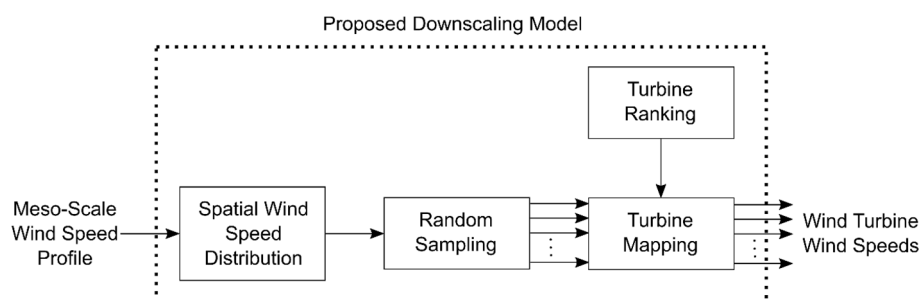 Proposed Downscaling Model
Turbine
Ranking
Meso-Scale
Wind Speed
Profile
Spatial Wind
Speed
Distribution
Random
Sampling
Turbine
Mapping
Wind Turbine
Wind Speeds